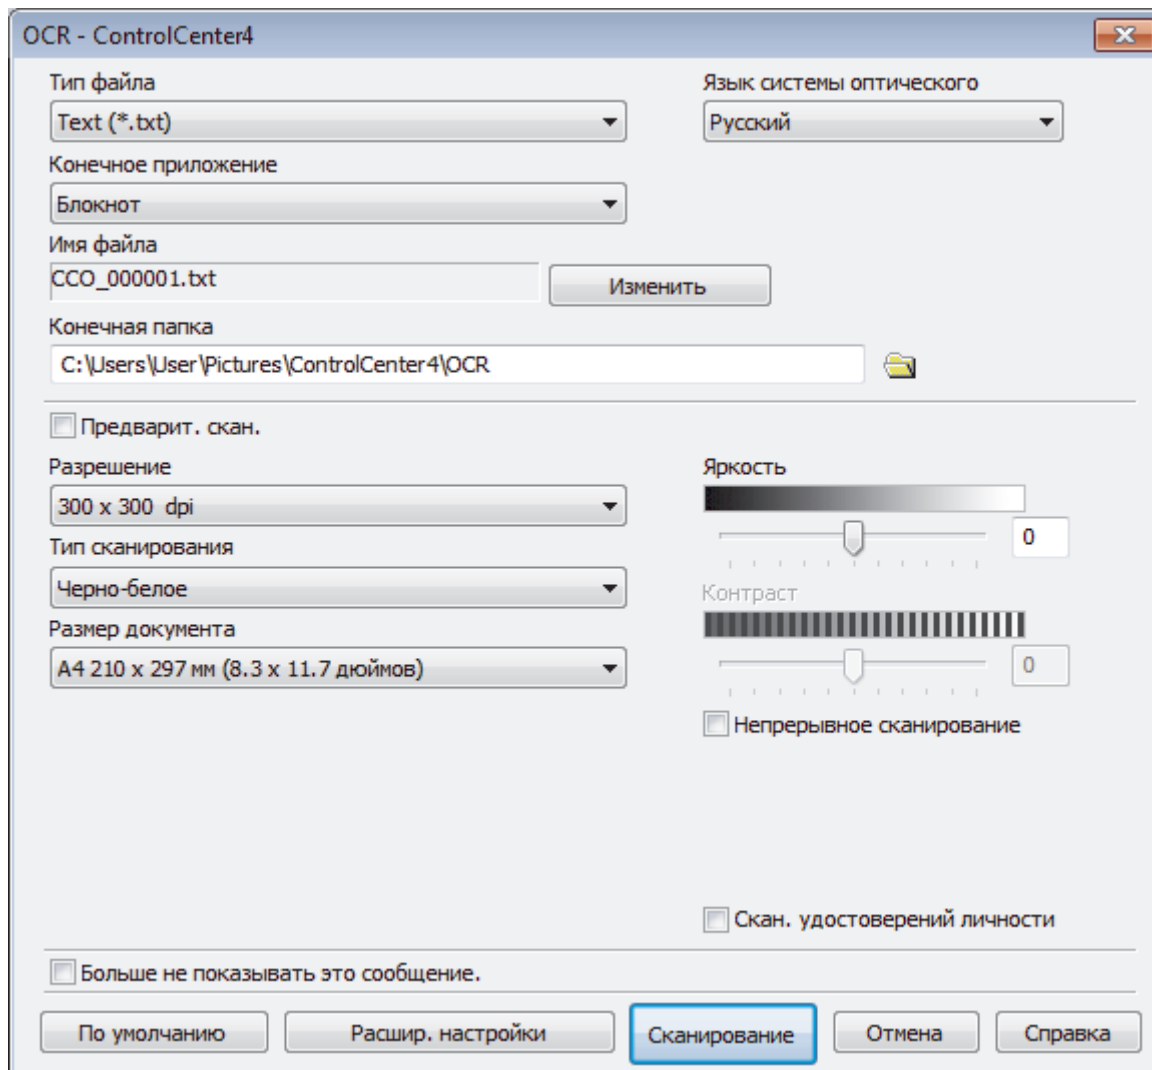 OCR - ControlCenter4
Тип файла
Язык системы оптического
Text (*.txt)
Русский
Конечное приложение
Блокнот
Имя файла
CCO_000001.txt
Изменить
Конечная папка
C:\Users\User\Pictures\ControlCenter4\OCR
Предварит. скан.
Разрешение
Яркость
300 x 300 dpi
0
Тип сканирования
Черно-белое
Контраст
Размер документа
A4 210 x 297 мм (8.3 x 11.7 дюймов)
0
Непрерывное сканирование
Скан. удостоверений личности
Больше не показывать это сообщение.
По умолчанию
Расшир. настройки
Сканирование
Отмена
Справка